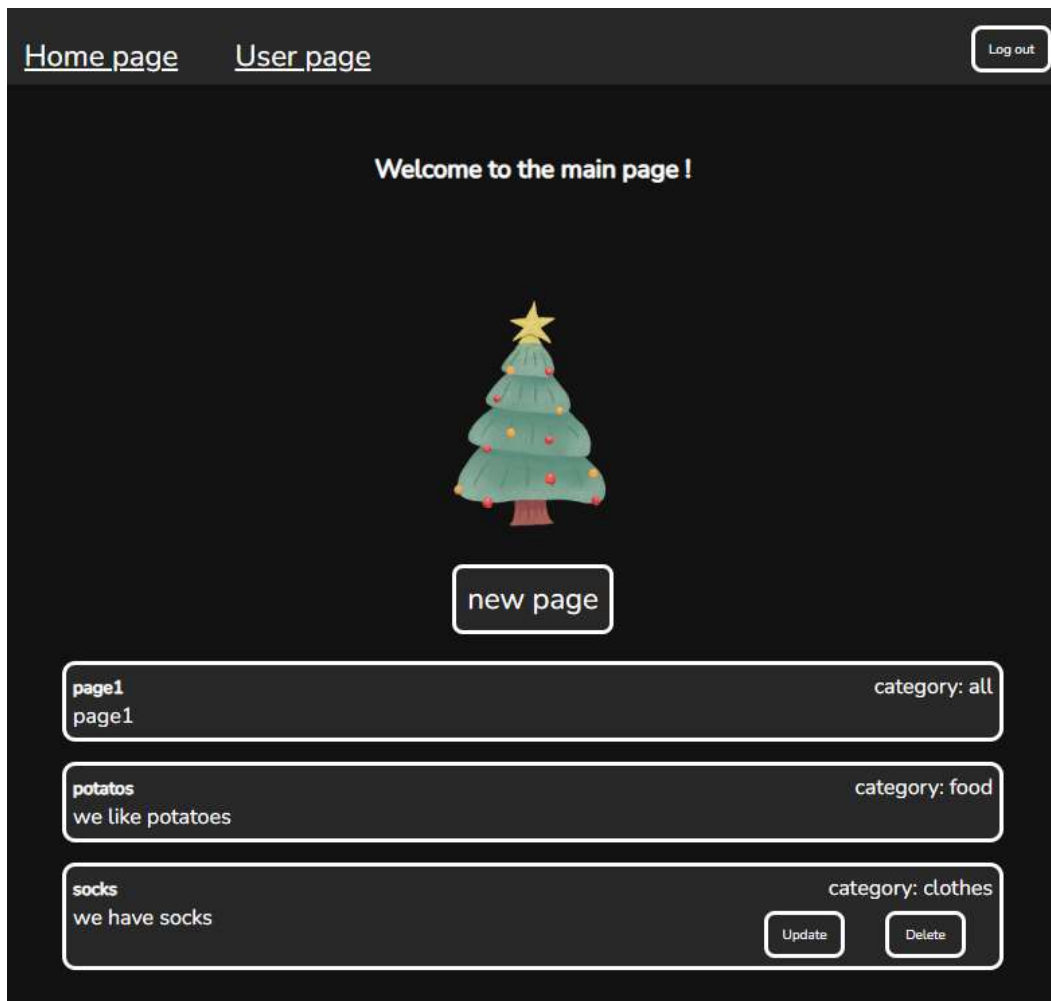 Home page User page Log out
Welcome to the main page !
new page
page1 category: all
page1
potatos category: food
we like potatoes
socks category: clothes
we have socks
Update Delete